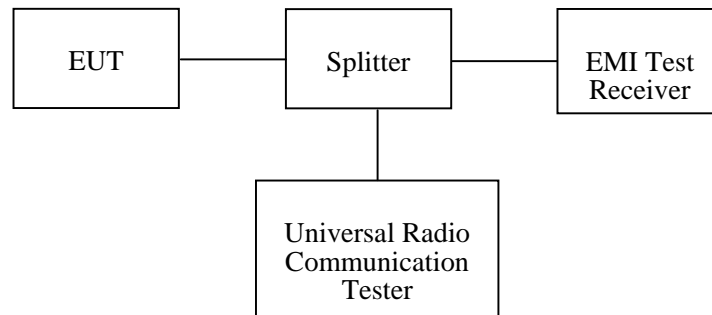 EUT
Splitter
EMI Test
Receiver
Universal Radio
Communication
Tester